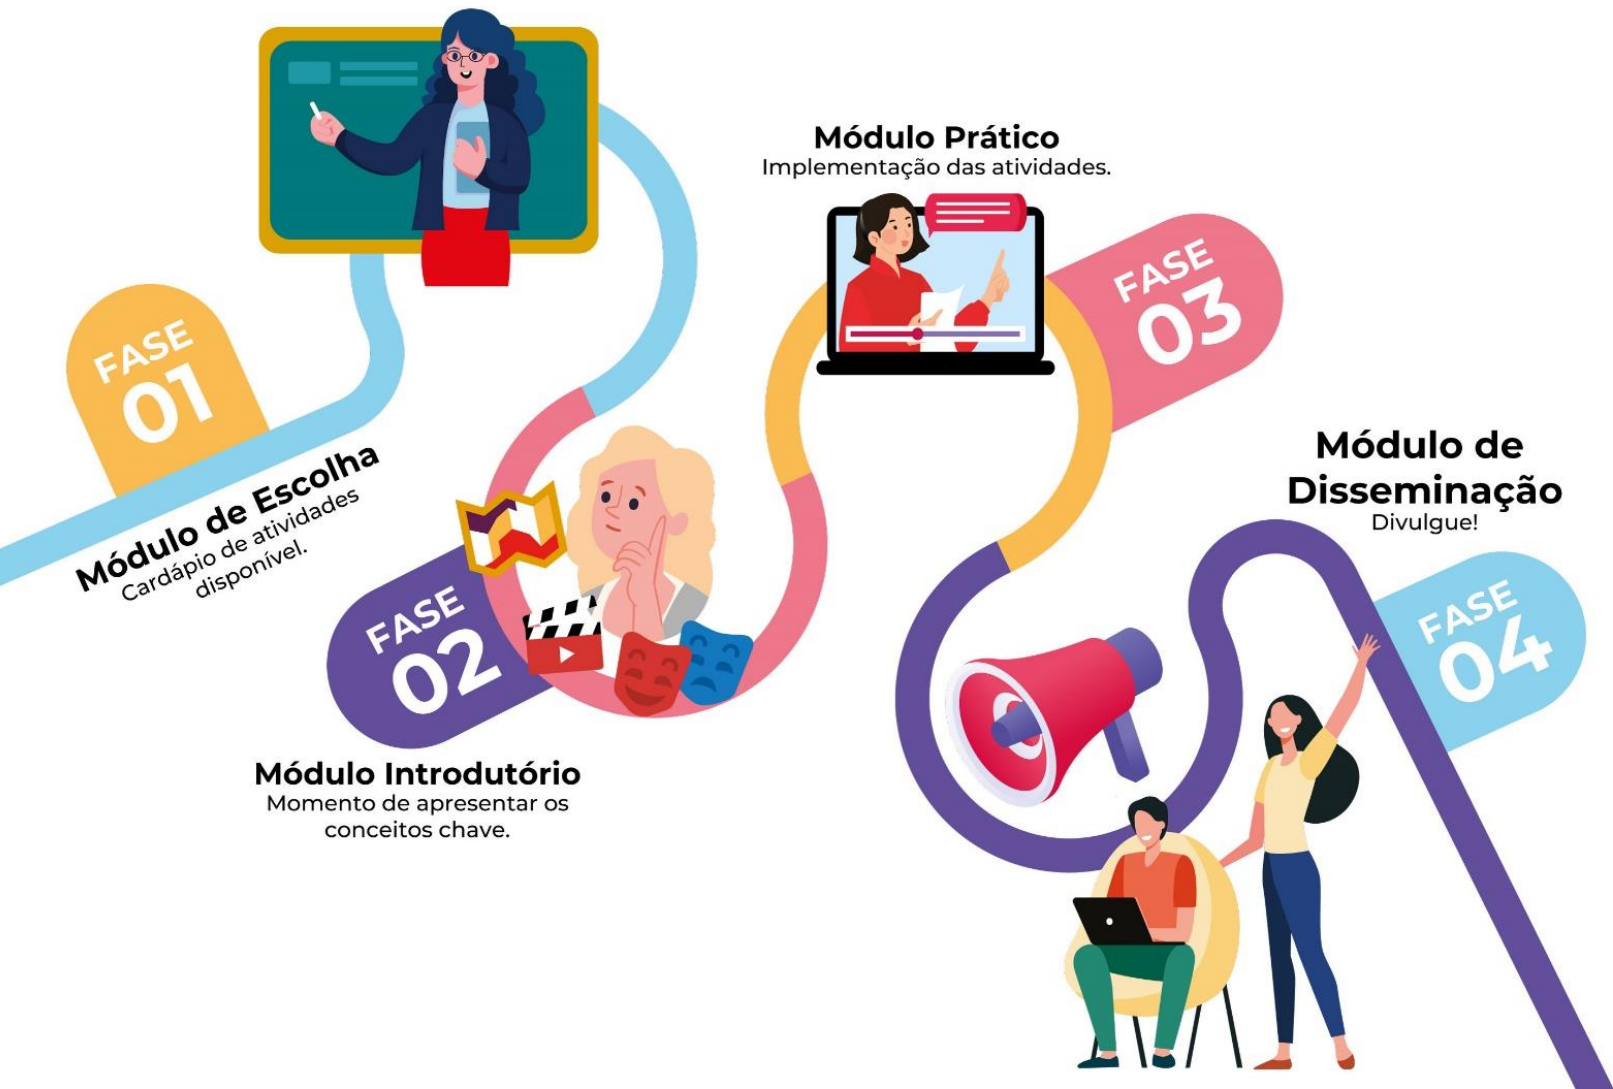 FASE
01
Módulo de Escolha
Cardápio de atividades
disponível.
FASE
02
Módulo Introdutório
Momento de apresentar os
conceitos chave.
Módulo Prático
Implementação das atividades.
FASE
03
Módulo de
Disseminação
Divulgue!
FASE
04